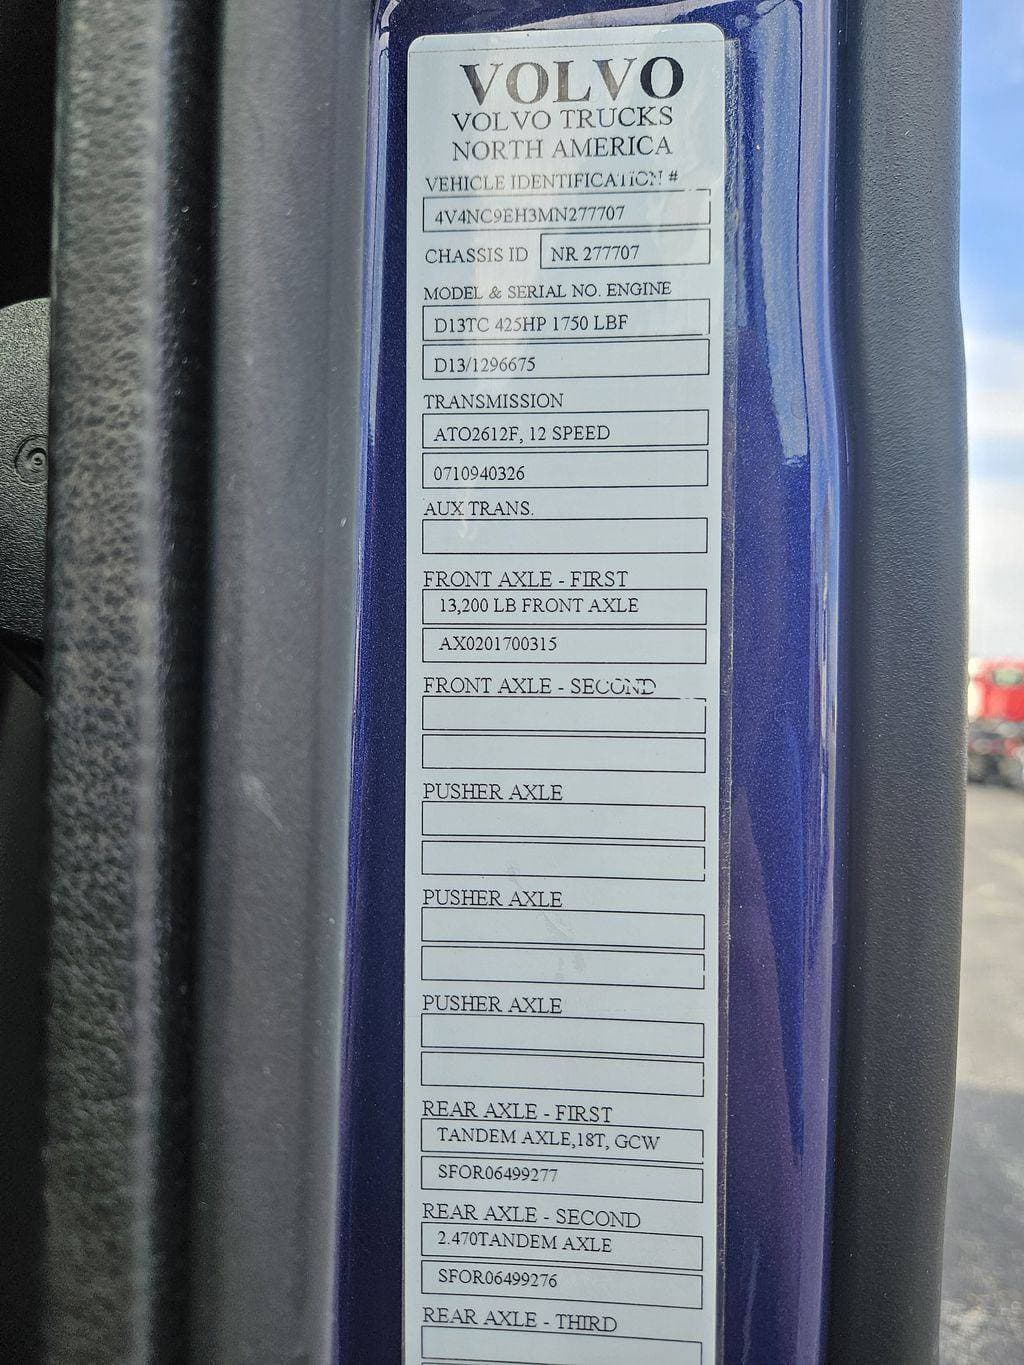 VOLVO
VOLVO TRUCKS
NORTH AMERICA
VEHICLE IDENTIFICATION #
4V4NC9EH3MN277707
CHASSIS ID NR 277707
MODEL & SERIAL NO. ENGINE
D13TC 425HP 1750 LBF
D13/1296675
TRANSMISSION
ATO2612F, 12 SPEED
0710940326
AUX TRANS.
FRONT AXLE - FIRST
13,200 LB FRONT AXLE
AX0201700315
FRONT AXLE - SECOND
PUSHER AXLE
PUSHER AXLE
PUSHER AXLE
REAR AXLE - FIRST
TANDEM AXLE,18T, GCW
SFOR06499277
REAR AXLE - SECOND
2.470TANDEM AXLE
SFOR06499276
REAR AXLE - THIRD